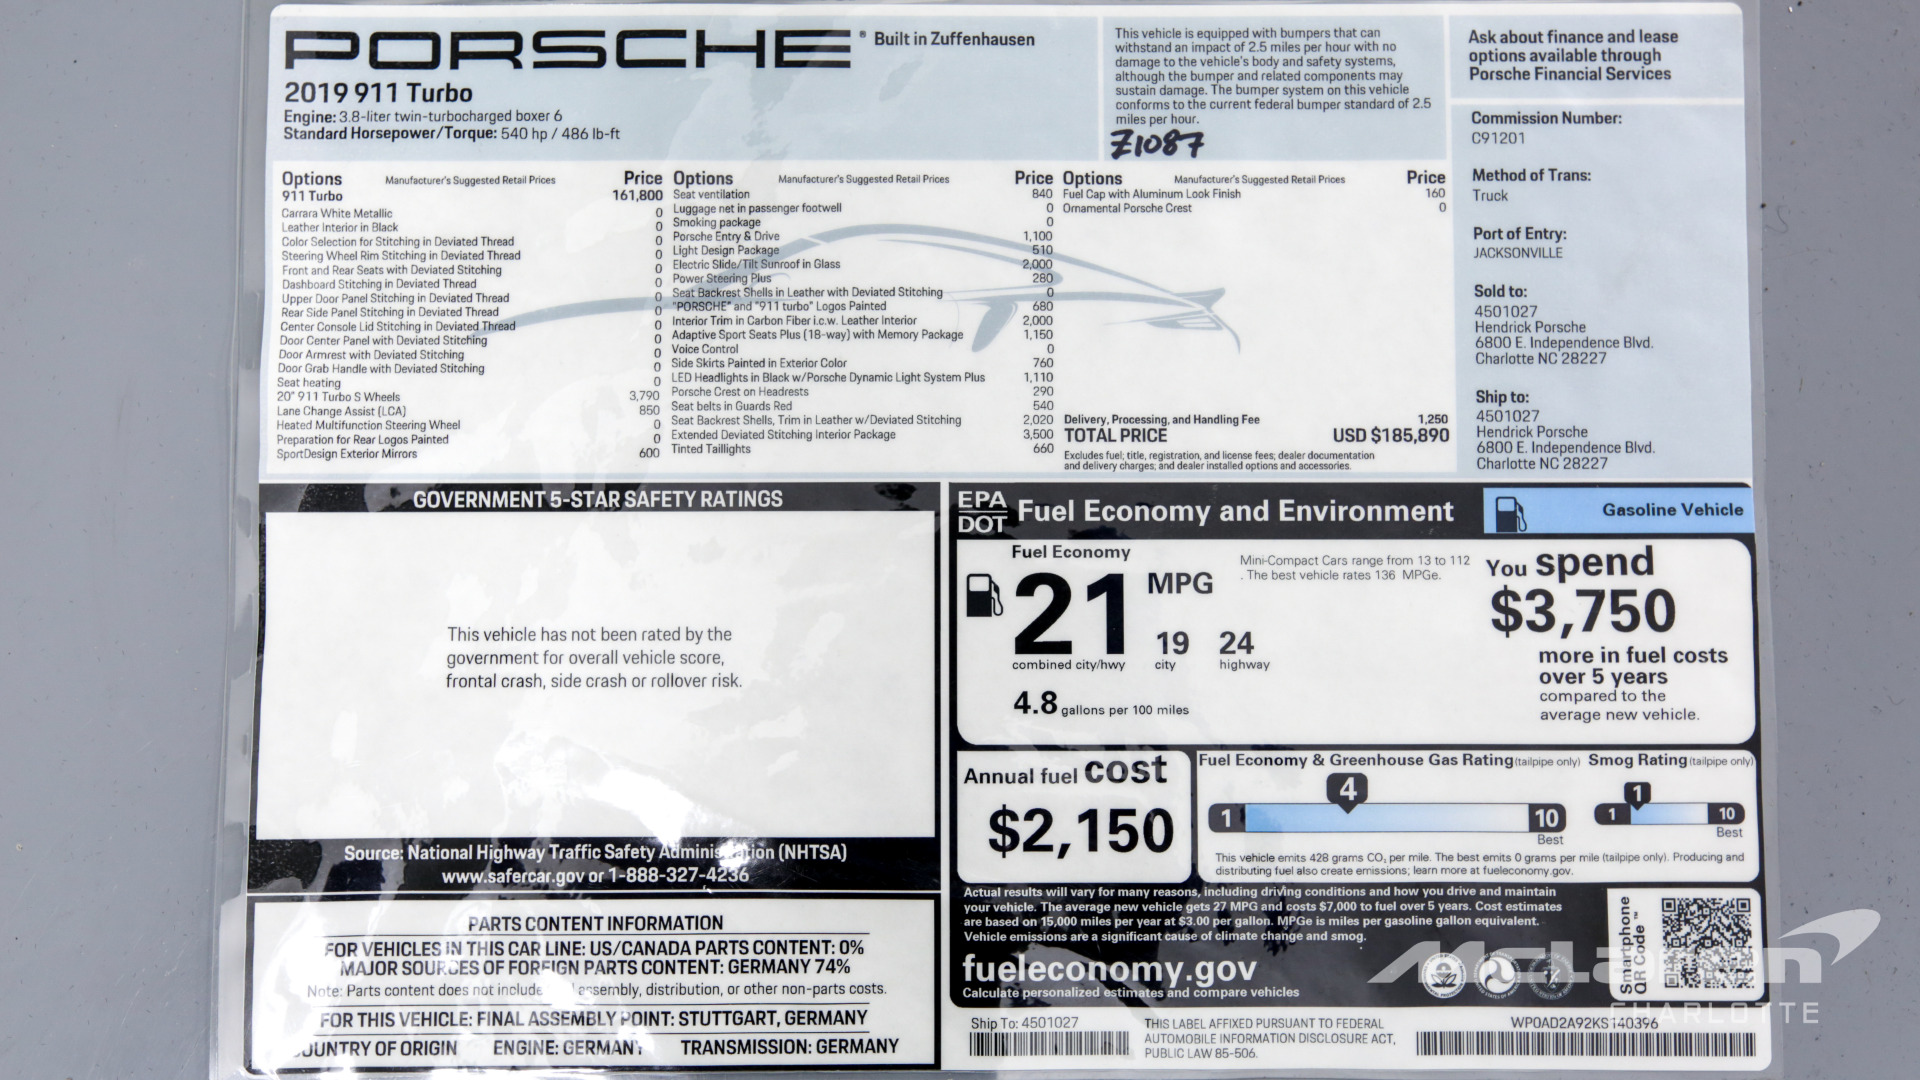 PORSCHE® Built in Zuffenhausen
2019 911 Turbo
Engine: 3.8-liter twin-turbocharged boxer 6
Standard Horsepower/Torque: 540 hp / 486 lb-ft
This vehicle is equipped with bumpers that can
withstand an impact of 2.5 miles per hour with no
damage to the vehicle's body and safety systems,
although the bumper and related components may
sustain damage. The bumper system on this vehicle
conforms to the current federal bumper standard of 2.5
miles per hour.
Z1087
Ask about finance and lease
options available through
Porsche Financial Services
Commission Number:
C91201
Method of Trans:
Truck
Port of Entry:
JACKSONVILLE
Sold to:
4501027
Hendrick Porsche
6800 E. Independence Blvd.
Charlotte NC 28227
Ship to:
4501027
Hendrick Porsche
6800 E. Independence Blvd.
Charlotte NC 28227
Options Manufacturer's Suggested Retail Prices Price
911 Turbo 161,800
Carrara White Metallic 0
Leather Interior in Black 0
Color Selection for Stitching in Deviated Thread 0
Steering Wheel Rim Stitching in Deviated Thread 0
Front and Rear Seats with Deviated Stitching 0
Dashboard Stitching in Deviated Thread 0
Upper Door Panel Stitching in Deviated Thread 0
Rear Side Panel Stitching in Deviated Thread 0
Center Console Lid Stitching in Deviated Thread 0
Door Center Panel with Deviated Stitching 0
Door Armrest with Deviated Stitching 0
Door Grab Handle with Deviated Stitching 0
Seat heating 0
20" 911 Turbo S Wheels 3,790
Lane Change Assist (LCA) 850
Heated Multifunction Steering Wheel 0
Preparation for Rear Logos Painted 0
SportDesign Exterior Mirrors 600
Options Manufacturer's Suggested Retail Prices Price
Seat ventilation 840
Luggage net in passenger footwell 0
Smoking package 0
Porsche Entry & Drive 1,100
Light Design Package 510
Electric Slide/Tilt Sunroof in Glass 2,000
Power Steering Plus 280
Seat Backrest Shells in Leather with Deviated Stitching 0
"PORSCHE" and "911 turbo" Logos Painted 680
Interior Trim in Carbon Fiber i.c.w. Leather Interior 2,000
Adaptive Sport Seats Plus (18-way) with Memory Package 1,150
Voice Control 0
Side Skirts Painted in Exterior Color 760
LED Headlights in Black w/Porsche Dynamic Light System Plus 1,110
Porsche Crest on Headrests 290
Seat belts in Guards Red 540
Seat Backrest Shells, Trim in Leather w/Deviated Stitching 2,020
Extended Deviated Stitching Interior Package 3,500
Tinted Taillights 660
Options Manufacturer's Suggested Retail Prices Price
Fuel Cap with Aluminum Look Finish 160
Ornamental Porsche Crest 0
Delivery, Processing, and Handling Fee 1,250
TOTAL PRICE USD $185,890
Excludes fuel; title, registration, and license fees; dealer documentation
and delivery charges; and dealer installed options and accessories.
GOVERNMENT 5-STAR SAFETY RATINGS
This vehicle has not been rated by the
government for overall vehicle score,
frontal crash, side crash or rollover risk.
Source: National Highway Traffic Safety Administration (NHTSA)
www.safercar.gov or 1-888-327-4236
PARTS CONTENT INFORMATION
FOR VEHICLES IN THIS CAR LINE: US/CANADA PARTS CONTENT: 0%
MAJOR SOURCES OF FOREIGN PARTS CONTENT: GERMANY 74%
Note: Parts content does not include assembly, distribution, or other non-parts costs.
FOR THIS VEHICLE: FINAL ASSEMBLY POINT: STUTTGART, GERMANY
COUNTRY OF ORIGIN ENGINE: GERMANY TRANSMISSION: GERMANY
EPA
DOT
Fuel Economy and Environment
Gasoline Vehicle
Fuel Economy
21 MPG
combined city/hwy
19 city
24 highway
4.8 gallons per 100 miles
Mini-Compact Cars range from 13 to 112
. The best vehicle rates 136 MPGe.
You spend
$3,750
more in fuel costs
over 5 years
compared to the
average new vehicle.
Annual fuel cost
$2,150
Fuel Economy & Greenhouse Gas Rating (tailpipe only)
4
1 10
Best
Smog Rating (tailpipe only)
1
1 10
Best
This vehicle emits 428 grams CO₂ per mile. The best emits 0 grams per mile (tailpipe only). Producing and
distributing fuel also create emissions; learn more at fueleconomy.gov.
Actual results will vary for many reasons, including driving conditions and how you drive and maintain
your vehicle. The average new vehicle gets 27 MPG and costs $7,000 to fuel over 5 years. Cost estimates
are based on 15,000 miles per year at $3.00 per gallon. MPGe is miles per gasoline gallon equivalent.
Vehicle emissions are a significant cause of climate change and smog.
fueleconomy.gov
Calculate personalized estimates and compare vehicles
Smartphone
QR Code™
McLaren
CHARLOTTE
Ship To: 4501027
THIS LABEL AFFIXED PURSUANT TO FEDERAL
AUTOMOBILE INFORMATION DISCLOSURE ACT,
PUBLIC LAW 85-506.
WP0AD2A92KS140396